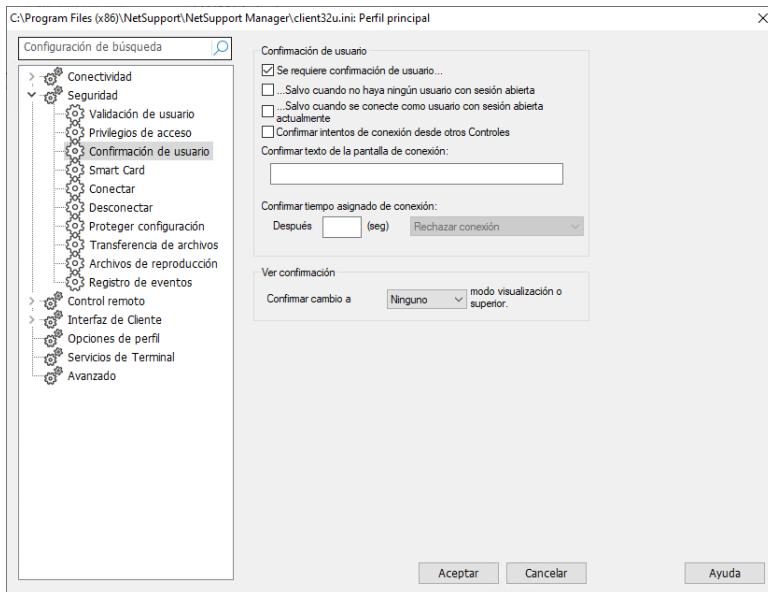 C:\Program Files (x86)\NetSupport\NetSupport Manager\client32u.ini: Perfil principal
Configuración de búsqueda
Conectividad
Seguridad
Validación de usuario
Privilegios de acceso
Confirmación de usuario
Smart Card
Conectar
Desconectar
Proteger configuración
Transferencia de archivos
Archivos de reproducción
Registro de eventos
Control remoto
Interfaz de Cliente
Opciones de perfil
Servicios de Terminal
Avanzado
Confirmación de usuario
Se requiere confirmación de usuario...
...Salvo cuando no haya ningún usuario con sesión abierta
...Salvo cuando se conecte como usuario con sesión abierta
actualmente
Confirmar intentos de conexión desde otros Controles
Confirmar texto de la pantalla de conexión:
Confirmar tiempo asignado de conexión:
Después (seg) Rechazar conexión
Ver confirmación
Confirmar cambio a Ninguno modo visualización o
superior.
Aceptar Cancelar Ayuda